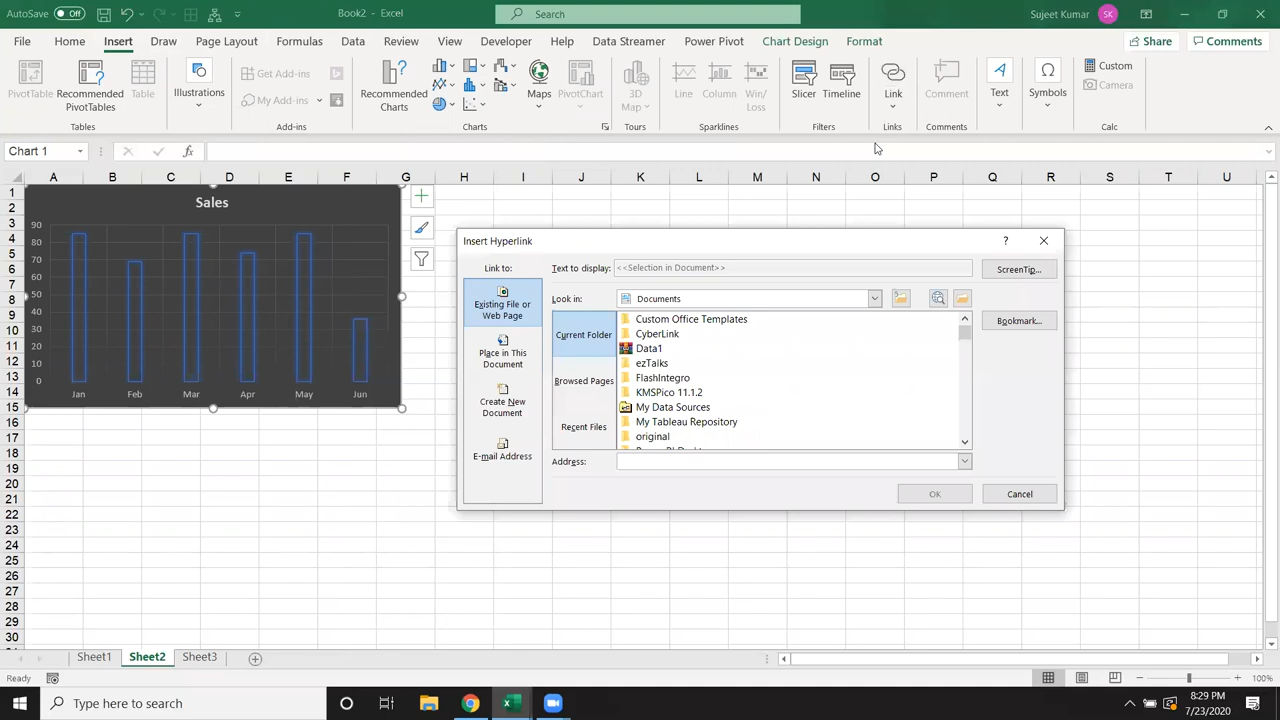 AutoSave Off Book2 - Excel Search Sujeet Kumar SK
File Home Insert Draw Page Layout Formulas Data Review View Developer Help Data Streamer Power Pivot Chart Design Format Share Comments
PivotTable Recommended PivotTables Table Illustrations Get Add-ins My Add-ins Recommended Charts Maps PivotChart 3D Map Line Column Win/Loss Slicer Timeline Link Comment Text Symbols Custom Camera
Tables Add-ins Charts Tours Sparklines Filters Links Comments Calc
Chart 1 fx
A B C D E F G H I J K L M N O P Q R S T U
1
2
3
4
5
6
7
8
9
10
11
12
13
14
15
16
17
18
19
20
21
22
23
24
25
26
27
28
29
30
Sales
90
80
70
60
50
40
30
20
10
0
Jan Feb Mar Apr May Jun
Insert Hyperlink ?
Link to: Text to display: <<Selection in Document>> ScreenTip...
Existing File or Web Page
Place in This Document
Create New Document
E-mail Address
Look in: Documents
Bookmark...
Current Folder
Browsed Pages
Recent Files
Custom Office Templates
CyberLink
Data1
ezTalks
FlashIntegro
KMSPico 11.1.2
My Data Sources
My Tableau Repository
original
Address:
OK Cancel
Sheet1 Sheet2 Sheet3
Ready 100%
Type here to search 8:29 PM
7/23/2020